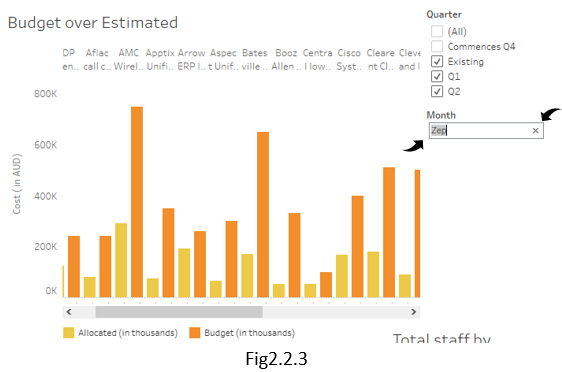 Budget over Estimated
Quarter
(All)
Commences Q4
Existing
Q1
Q2
Month
Zep
DP Aflac AMC Apptix Arrow Aspec Bates Booz Centra Cisco Cleare Cleve
en.. call c.. Wirel.. Unifi.. ERP I.. t Unif.. ville .. Allen .. l low.. Syst.. nt Cl.. and I
800K
600K
400K
200K
0K
Cost ( in AUD)
Allocated (in thousands)
Budget (in thousands)
Total staff by
Fig2.2.3